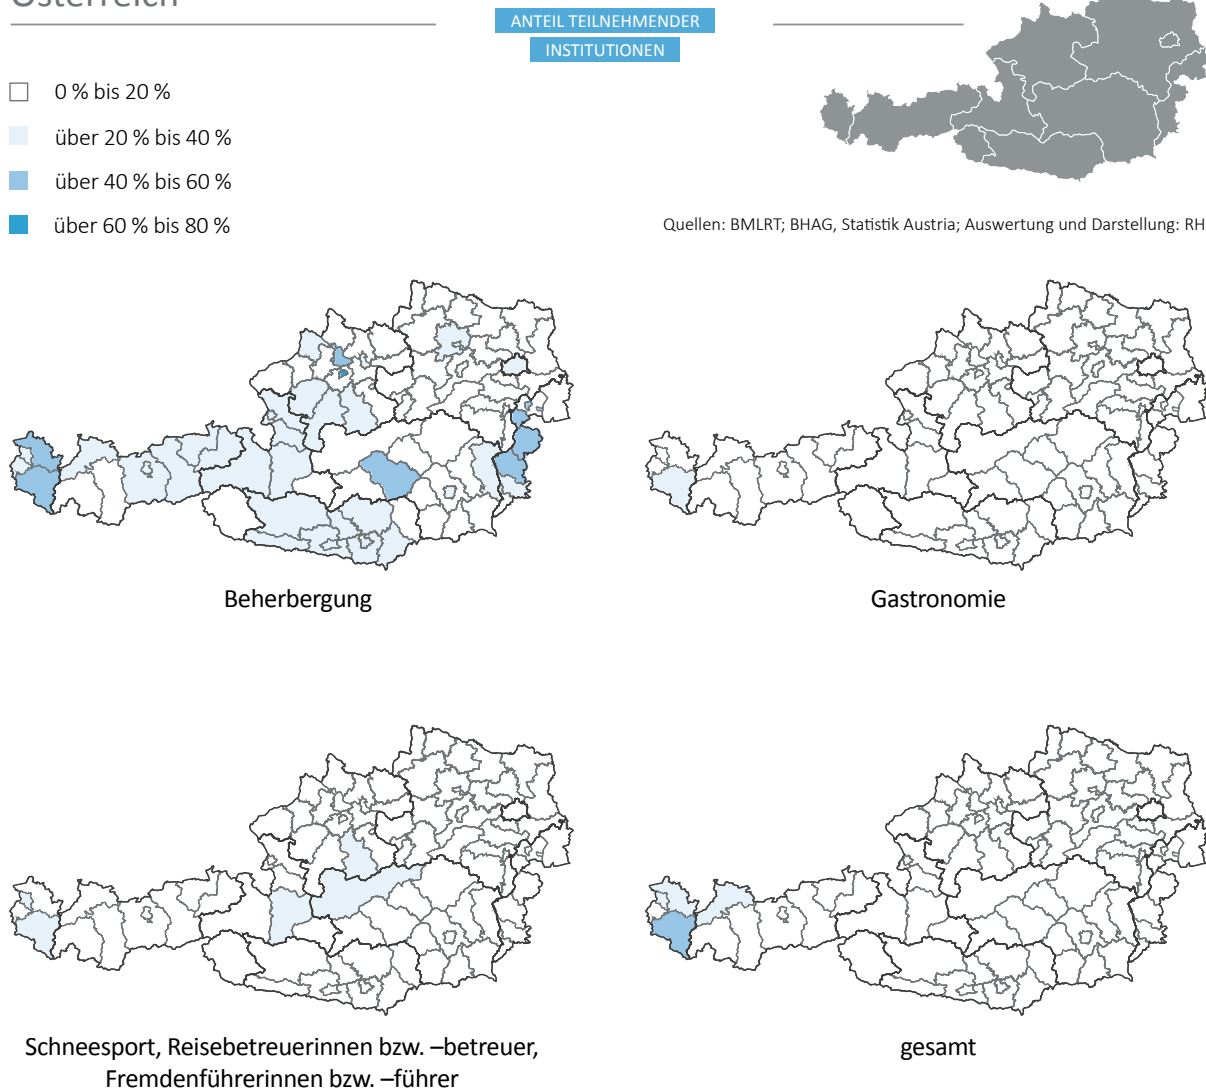 Österreich
ANTEIL TEILNEHMENDER
INSTITUTIONEN
0 % bis 20 %
über 20 % bis 40 %
über 40 % bis 60 %
über 60 % bis 80 %
Quellen: BMLRT; BHAG, Statistik Austria; Auswertung und Darstellung: RH
Beherbergung
Gastronomie
Schneesport, Reisebetreuerinnen bzw. –betreuer,
Fremdenführerinnen bzw. –führer
gesamt